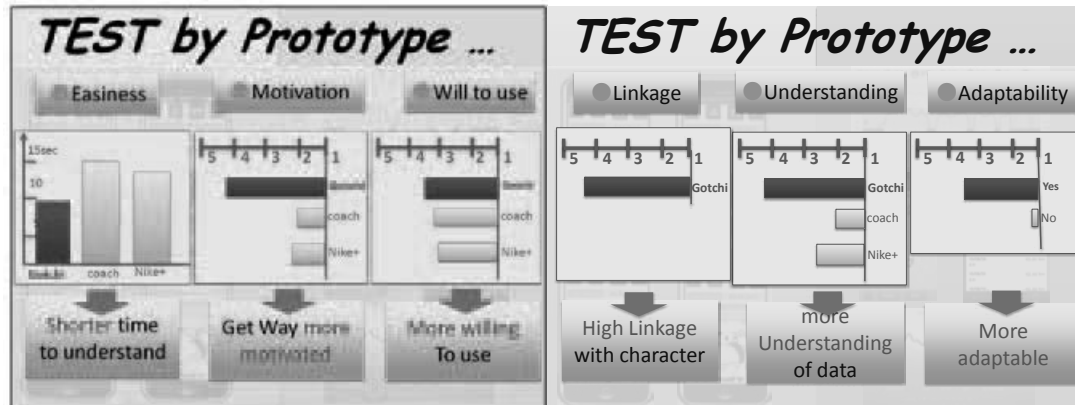 TEST by Prototype ...
Easiness
Motivation
Will to use
15sec
10
coach
Nike+
5 4 3 2 1
coach
Nike+
5 4 3 2 1
coach
Nike+
Shorter time
to understand
Get Way more
motivated
More willing
To use
TEST by Prototype ...
Linkage
Understanding
Adaptability
5 4 3 2 1
Gotchi
5 4 3 2 1
Gotchi
coach
Nike+
5 4 3 2 1
Yes
No
High Linkage
with character
more
Understanding
of data
More
adaptable